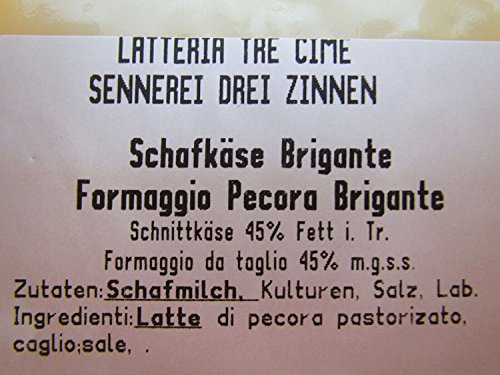 LATTERIA TRE CIME
SENNEREI DREI ZINNEN
Schafkäse Brigante
Formaggio Pecora Brigante
Schnittkäse 45% Fett i. Tr.
Formaggio da taglio 45% m.g.s.s.
Zutaten:Schafmilch, Kulturen, Salz, Lab.
Ingredienti:Latte di pecora pastorizato,
caglio;sale, .